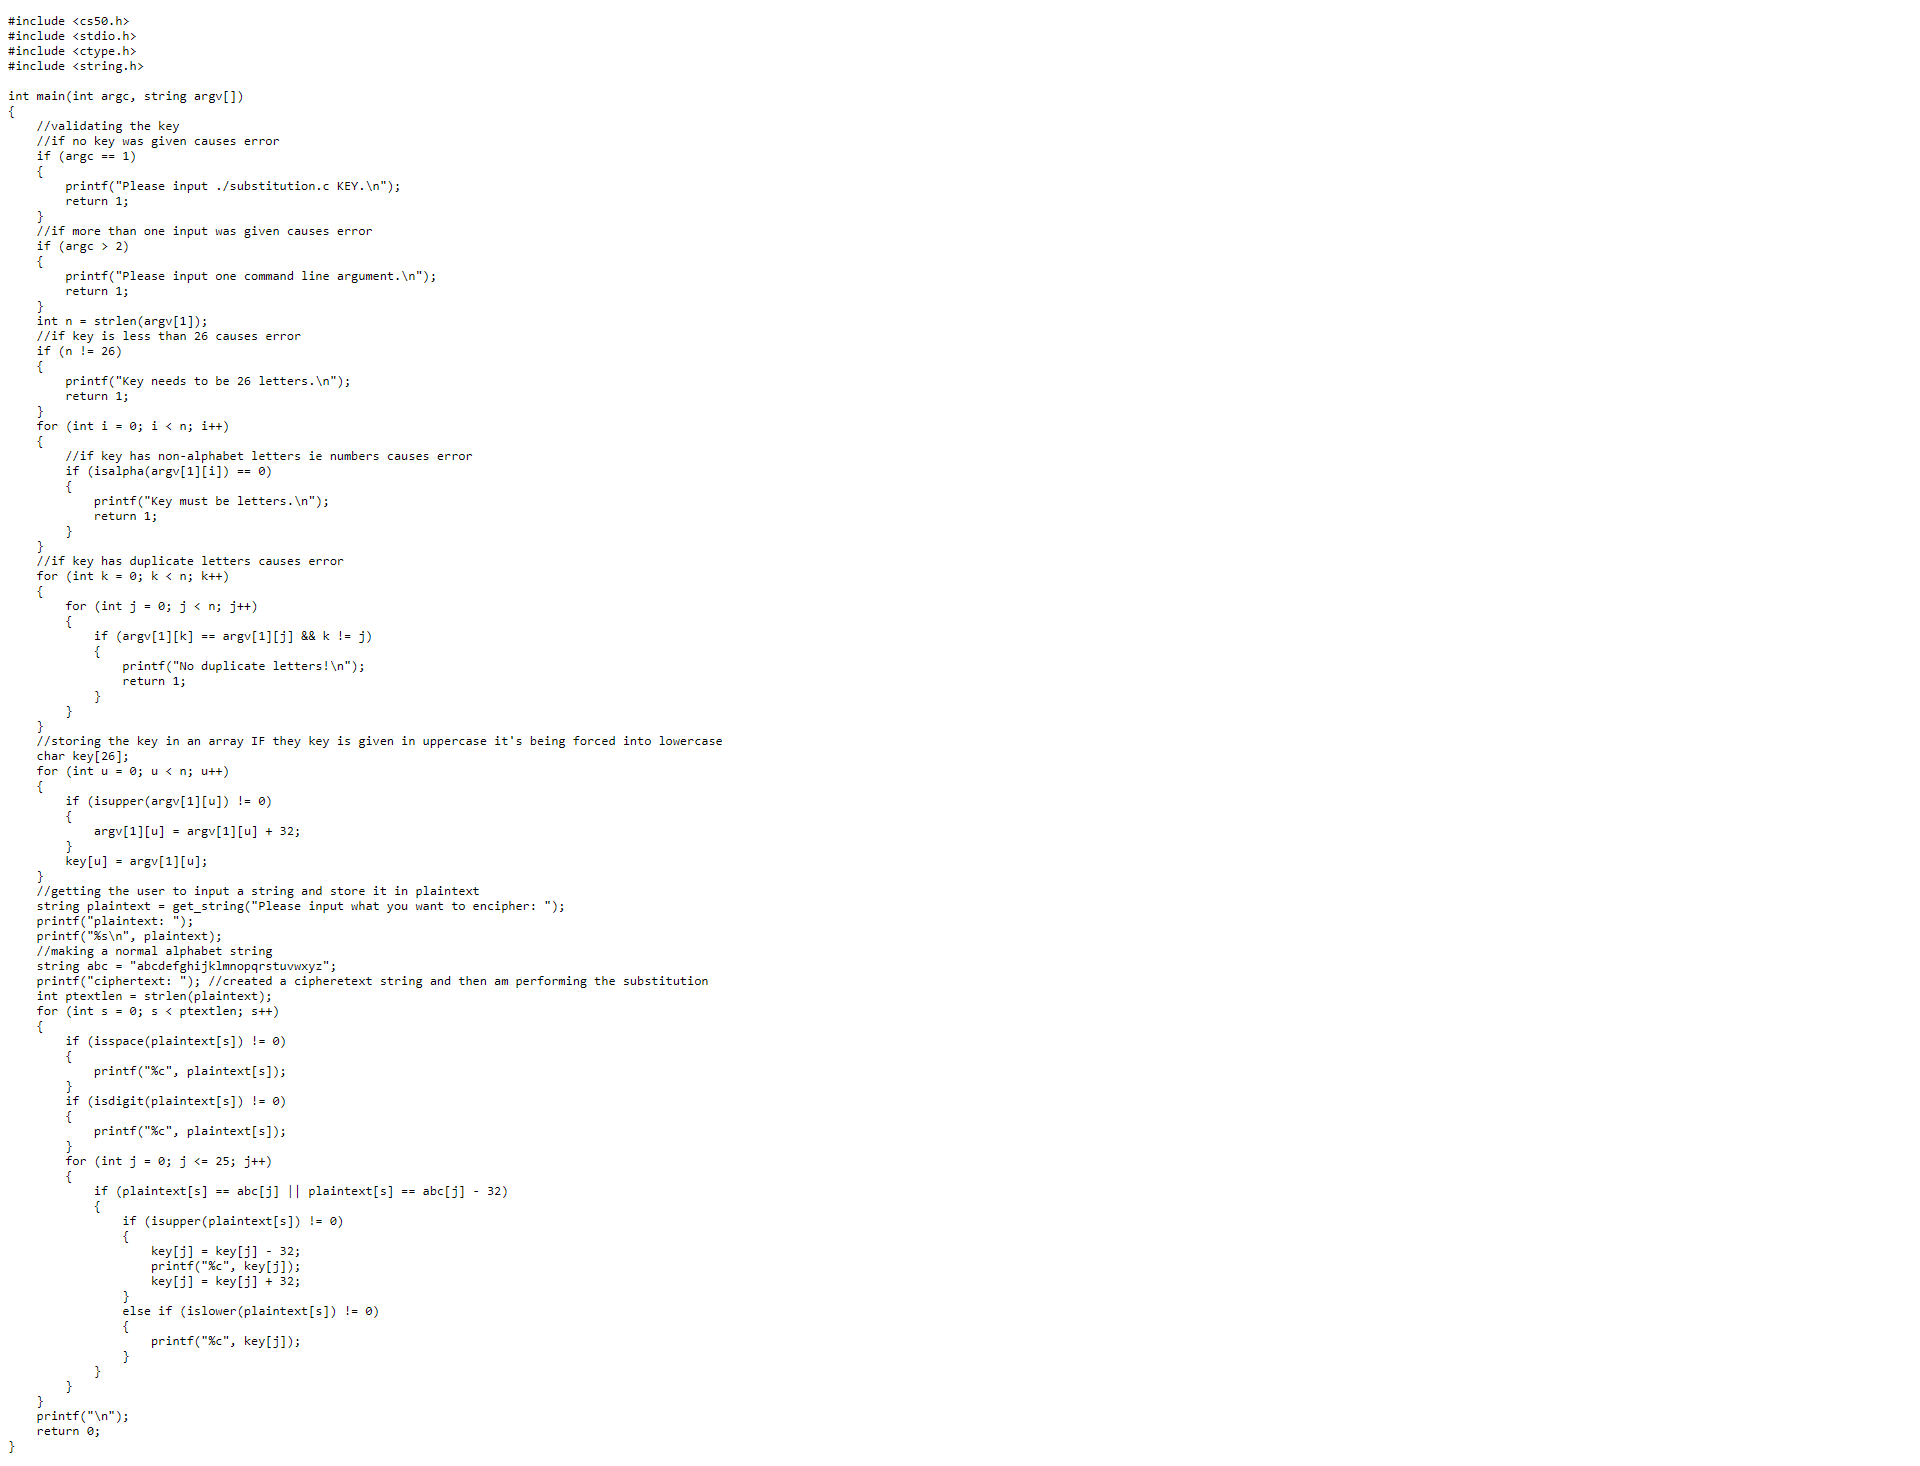 #include <cs50.h>
#include <stdio.h>
#include <ctype.h>
#include <string.h>

int main(int argc, string argv[])
{
    //validating the key
    //if no key was given causes error
    if (argc == 1)
    {
        printf("Please input ./substitution.c KEY.\n");
        return 1;
    }
    //if more than one input was given causes error
    if (argc > 2)
    {
        printf("Please input one command line argument.\n");
        return 1;
    }
    int n = strlen(argv[1]);
    //if key is less than 26 causes error
    if (n != 26)
    {
        printf("Key needs to be 26 letters.\n");
        return 1;
    }
    for (int i = 0; i < n; i++)
    {
        //if key has non-alphabet letters ie numbers causes error
        if (isalpha(argv[1][i]) == 0)
        {
            printf("Key must be letters.\n");
            return 1;
        }
    }
    //if key has duplicate letters causes error
    for (int k = 0; k < n; k++)
    {
        for (int j = 0; j < n; j++)
        {
            if (argv[1][k] == argv[1][j] && k != j)
            {
                printf("No duplicate letters!\n");
                return 1;
            }
        }
    }
    //storing the key in an array IF they key is given in uppercase it's being forced into lowercase
    char key[26];
    for (int u = 0; u < n; u++)
    {
        if (isupper(argv[1][u]) != 0)
        {
            argv[1][u] = argv[1][u] + 32;
        }
        key[u] = argv[1][u];
    }
    //getting the user to input a string and store it in plaintext
    string plaintext = get_string("Please input what you want to encipher: ");
    printf("plaintext: ");
    printf("%s\n", plaintext);
    //making a normal alphabet string
    string abc = "abcdefghijklmnopqrstuvwxyz";
    printf("ciphertext: "); //created a cipheretext string and then am performing the substitution
    int ptextlen = strlen(plaintext);
    for (int s = 0; s < ptextlen; s++)
    {
        if (isspace(plaintext[s]) != 0)
        {
            printf("%c", plaintext[s]);
        }
        if (isdigit(plaintext[s]) != 0)
        {
            printf("%c", plaintext[s]);
        }
        for (int j = 0; j <= 25; j++)
        {
            if (plaintext[s] == abc[j] || plaintext[s] == abc[j] - 32)
            {
                if (isupper(plaintext[s]) != 0)
                {
                    key[j] = key[j] - 32;
                    printf("%c", key[j]);
                    key[j] = key[j] + 32;
                }
                else if (islower(plaintext[s]) != 0)
                {
                    printf("%c", key[j]);
                }
            }
        }
    }
    printf("\n");
    return 0;
}